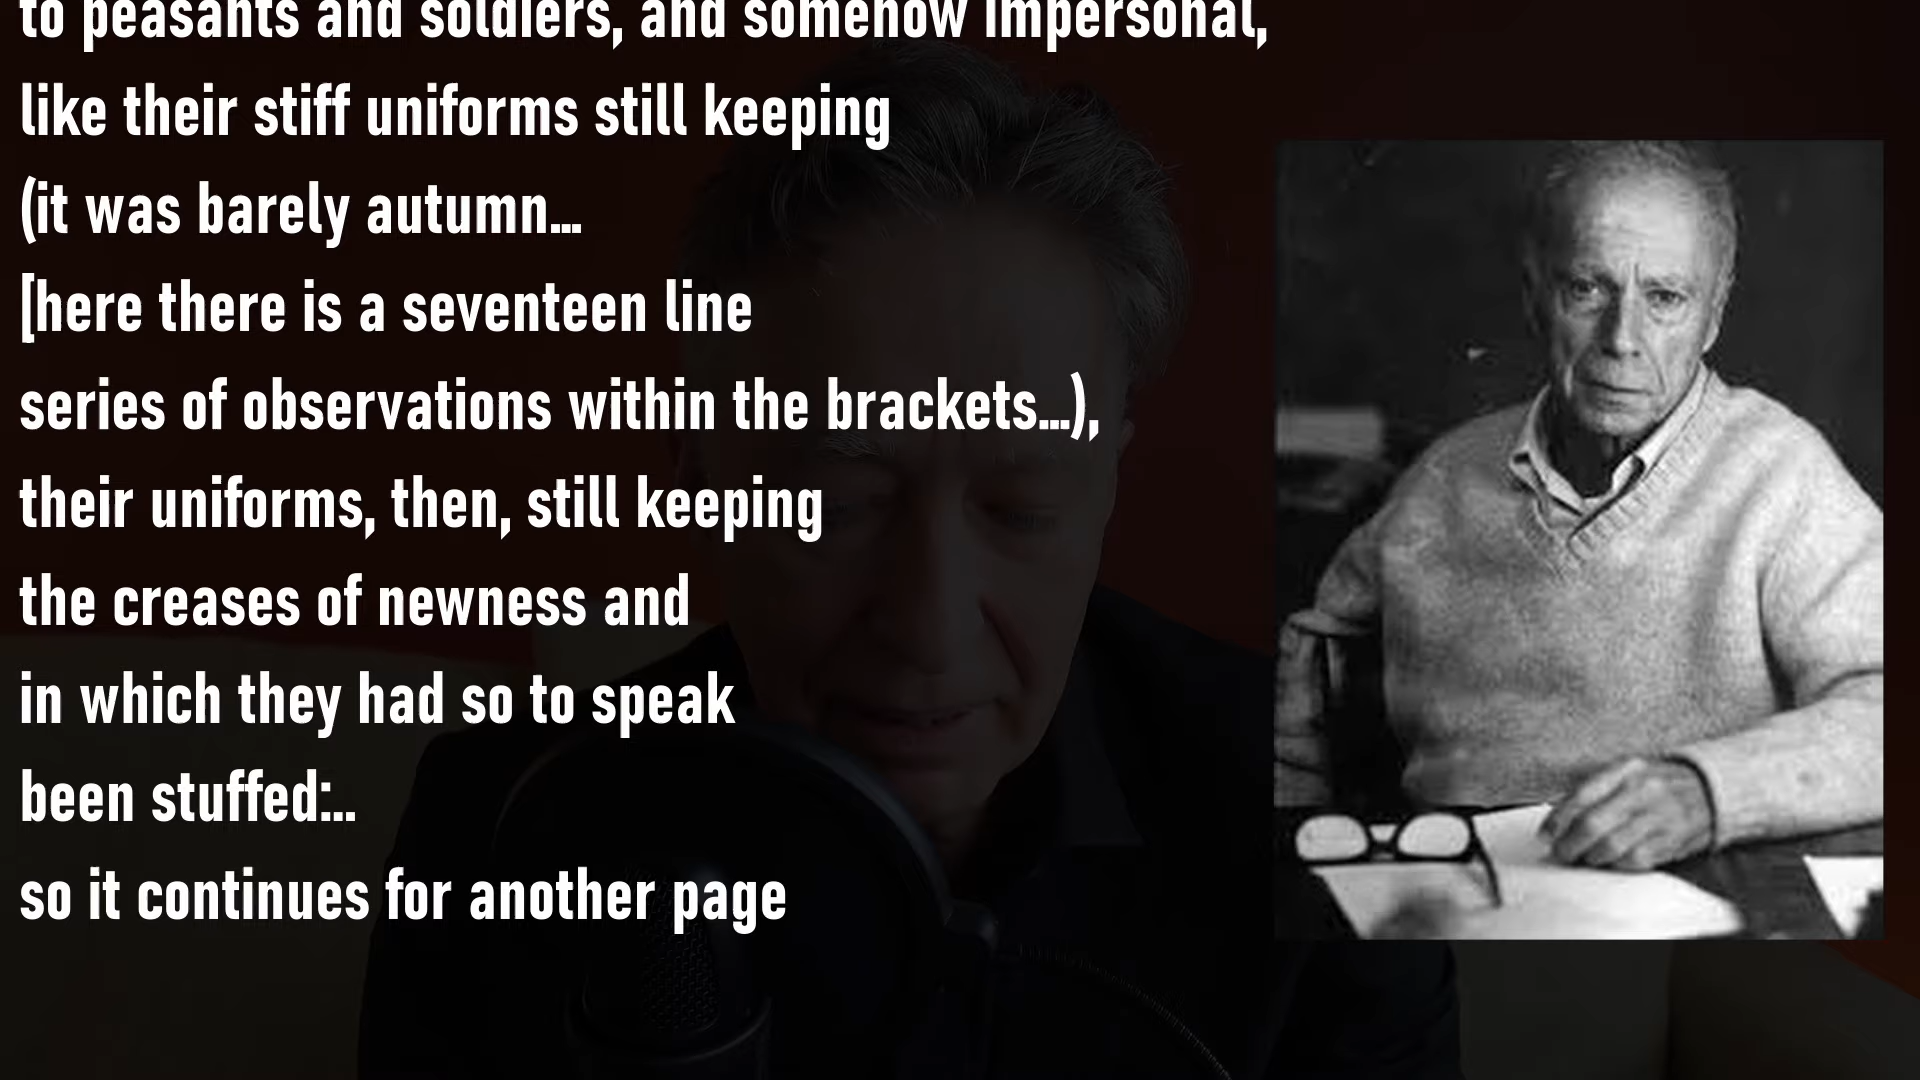 to peasants and soldiers, and somehow impersonal,
like their stiff uniforms still keeping
(it was barely autumn...
[here there is a seventeen line
series of observations within the brackets...),
their uniforms, then, still keeping
the creases of newness and
in which they had so to speak
been stuffed:..
so it continues for another page